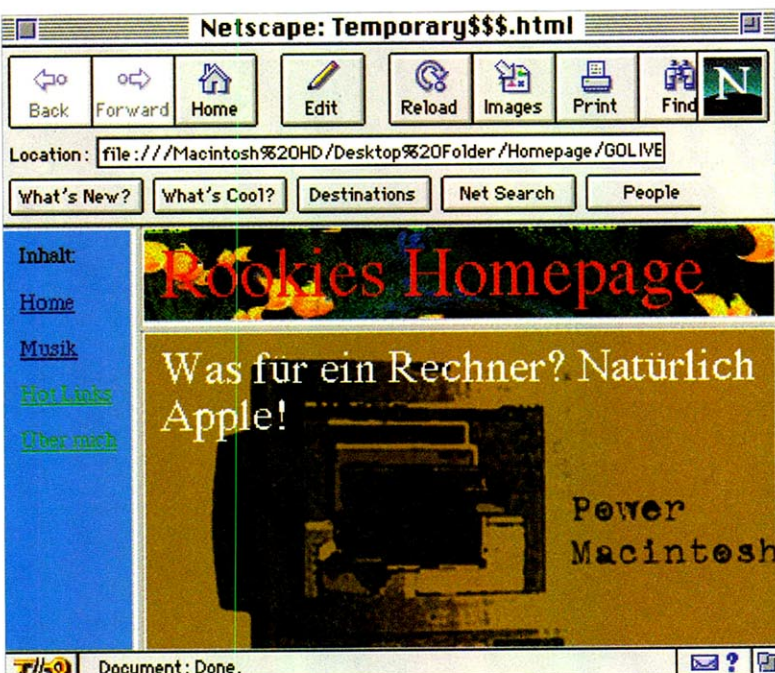 Netscape: Temporary$$$.html
Back Forward Home Edit Reload Images Print Find N
Location: file:///Macintosh%20HD/Desktop%20Folder/Homepage/GOLIVE
What's New? What's Cool? Destinations Net Search People
Inhalt:
Home
Musik
Hot Links
Über mich
Rookies Homepage
Was für ein Rechner? Natürlich
Apple!
Power
Macintosh
Document: Done.
?